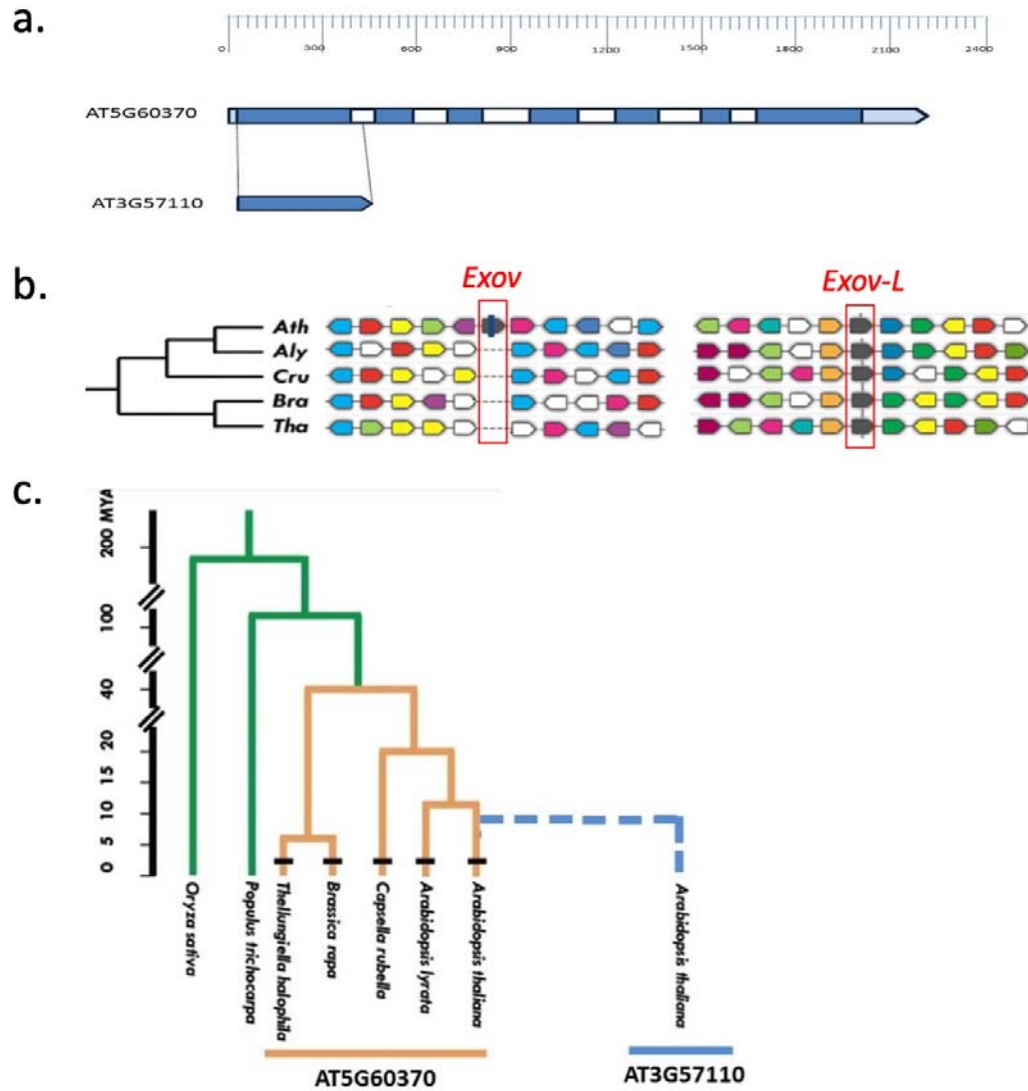 a.
0 300 600 900 1200 1500 1800 2100 2400
AT5G60370
AT3G57110
b.
Exov Exov-L
Ath
Aly
Cru
Bra
Tha
c.
200 MYA
100
40
20
15
10
5
0
Oryza sativa
Populus trichocarpa
Thellungiella halophila
Brassica rapa
Capsella rubella
Arabidopsis lyrata
Arabidopsis thaliana
Arabidopsis thaliana
AT5G60370 AT3G57110